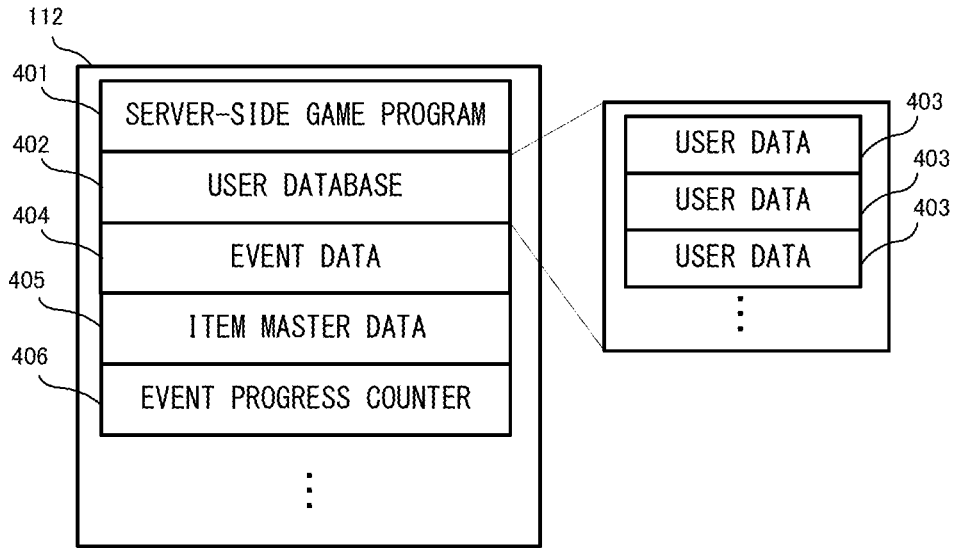 112
401
SERVER-SIDE GAME PROGRAM
402
USER DATABASE
404
EVENT DATA
405
ITEM MASTER DATA
406
EVENT PROGRESS COUNTER
403
USER DATA
403
USER DATA
403
USER DATA